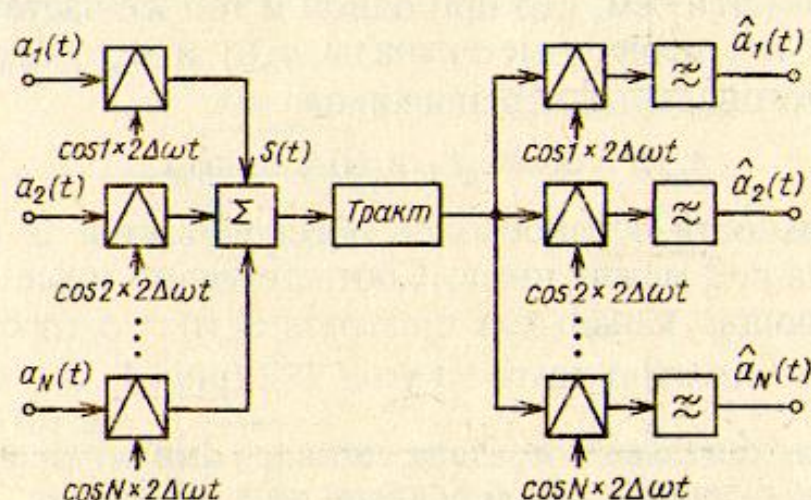 a₁(t)
cos1×2Δωt
a₂(t)
cos2×2Δωt
a_N(t)
cosN×2Δωt
S(t)
Σ
Тракт
cos1×2Δωt
â₁(t)
cos2×2Δωt
â₂(t)
cosN×2Δωt
â_N(t)